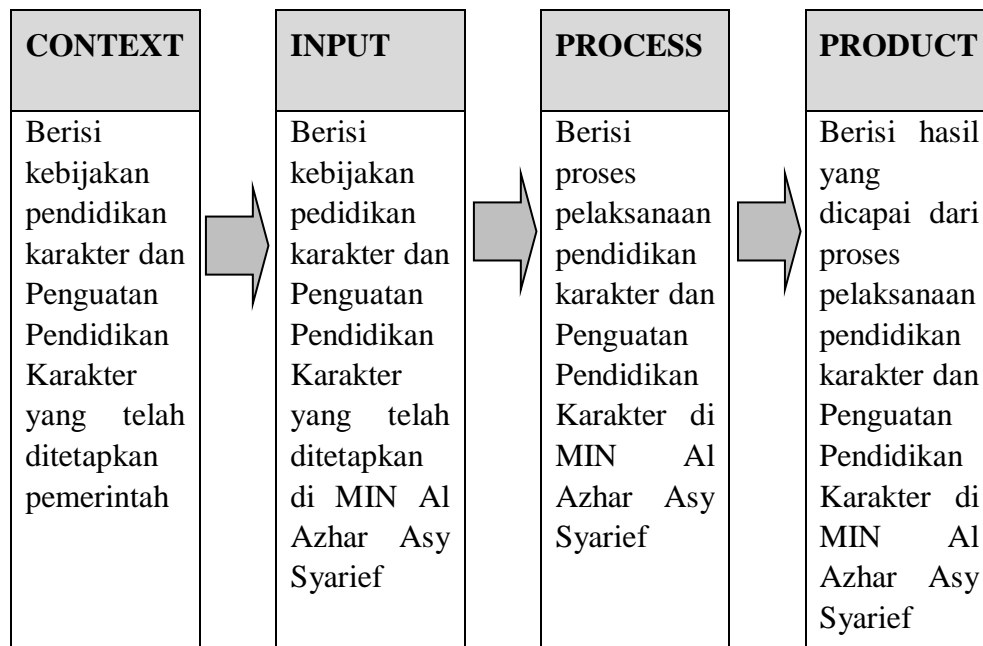 CONTEXT
Berisi
kebijakan
pendidikan
karakter dan
Penguatan
Pendidikan
Karakter
yang telah
ditetapkan
pemerintah
INPUT
Berisi
kebijakan
pedidikan
karakter dan
Penguatan
Pendidikan
Karakter
yang telah
ditetapkan
di MIN Al
Azhar Asy
Syarief
PROCESS
Berisi
proses
pelaksanaan
pendidikan
karakter dan
Penguatan
Pendidikan
Karakter di
MIN Al
Azhar Asy
Syarief
PRODUCT
Berisi hasil
yang
dicapai dari
proses
pelaksanaan
pendidikan
karakter dan
Penguatan
Pendidikan
Karakter di
MIN Al
Azhar Asy
Syarief